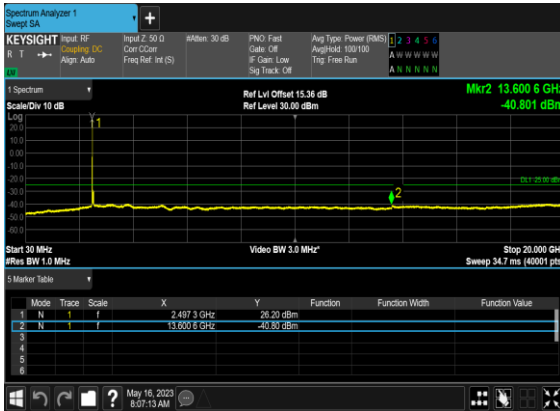 Spectrum Analyzer 1
Swept SA
+
KEYSIGHT Input: RF Input Z: 50 Ω #Atten: 30 dB PNO: Fast Avg Type: Power (RMS) 1 2 3 4 5 6
R T Coupling: DC Corr CCorr Gate: Off Avg|Hold: 100/100 A W W W W W
Align: Auto Freq Ref: Int (S) IF Gain: Low Trig: Free Run
Sig Track: Off A N N N N N
1 Spectrum Ref Lvl Offset 15.36 dB Mkr2 13.600 6 GHz
Scale/Div 10 dB Ref Level 30.00 dBm -40.801 dBm
Log
1
20.0
10.0
0.00
-10.0
-20.0
DL1 -25.00 dBm
-30.0
2
-40.0
-50.0
-60.0
Start 30 MHz Video BW 3.0 MHz* Stop 20.000 GHz
#Res BW 1.0 MHz Sweep 34.7 ms (40001 pts)
5 Marker Table
Mode Trace Scale X Y Function Function Width Function Value
1 N 1 f 2.497 3 GHz 26.20 dBm
2 N 1 f 13.600 6 GHz -40.80 dBm
3
4
5
6
? May 16, 2023
8:07:13 AM